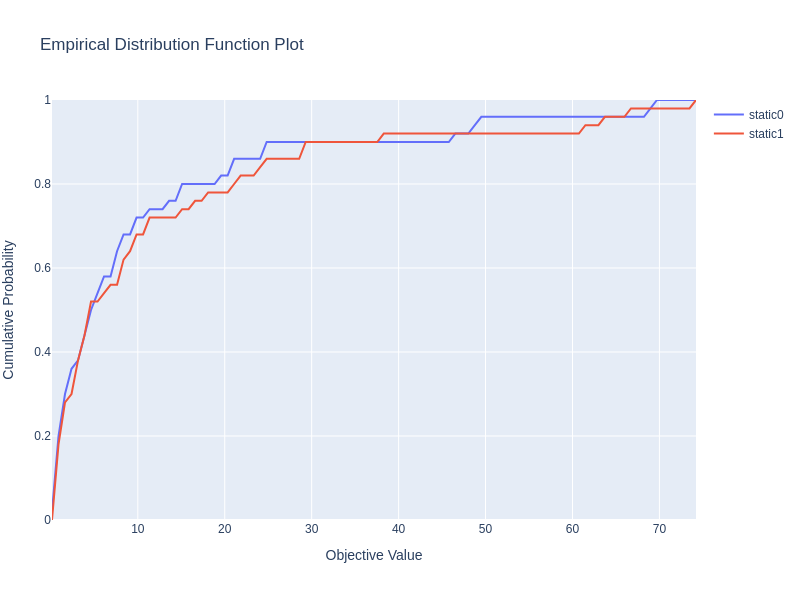 Empirical Distribution Function Plot
static0
static1
1
0.8
0.6
0.4
0.2
0
Cumulative Probability
10
20
30
40
50
60
70
Objective Value